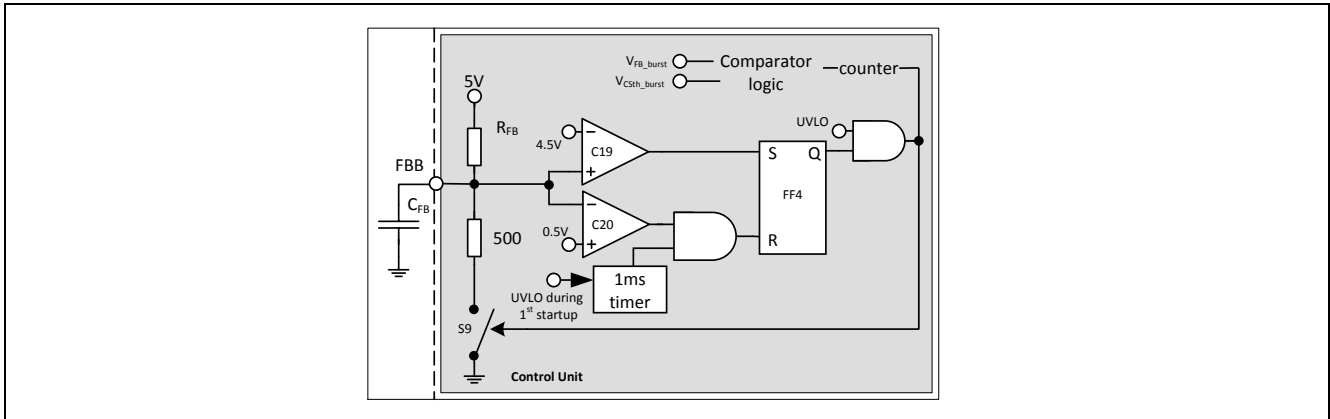 V_FB_burst
Comparator logic
counter
V_CSth_burst
5V
R_FB
UVLO
4.5V
C19
S
Q
FBB
FF4
C_FB
500
C20
0.5V
R
UVLO during
1st startup
1ms
timer
S9
Control Unit